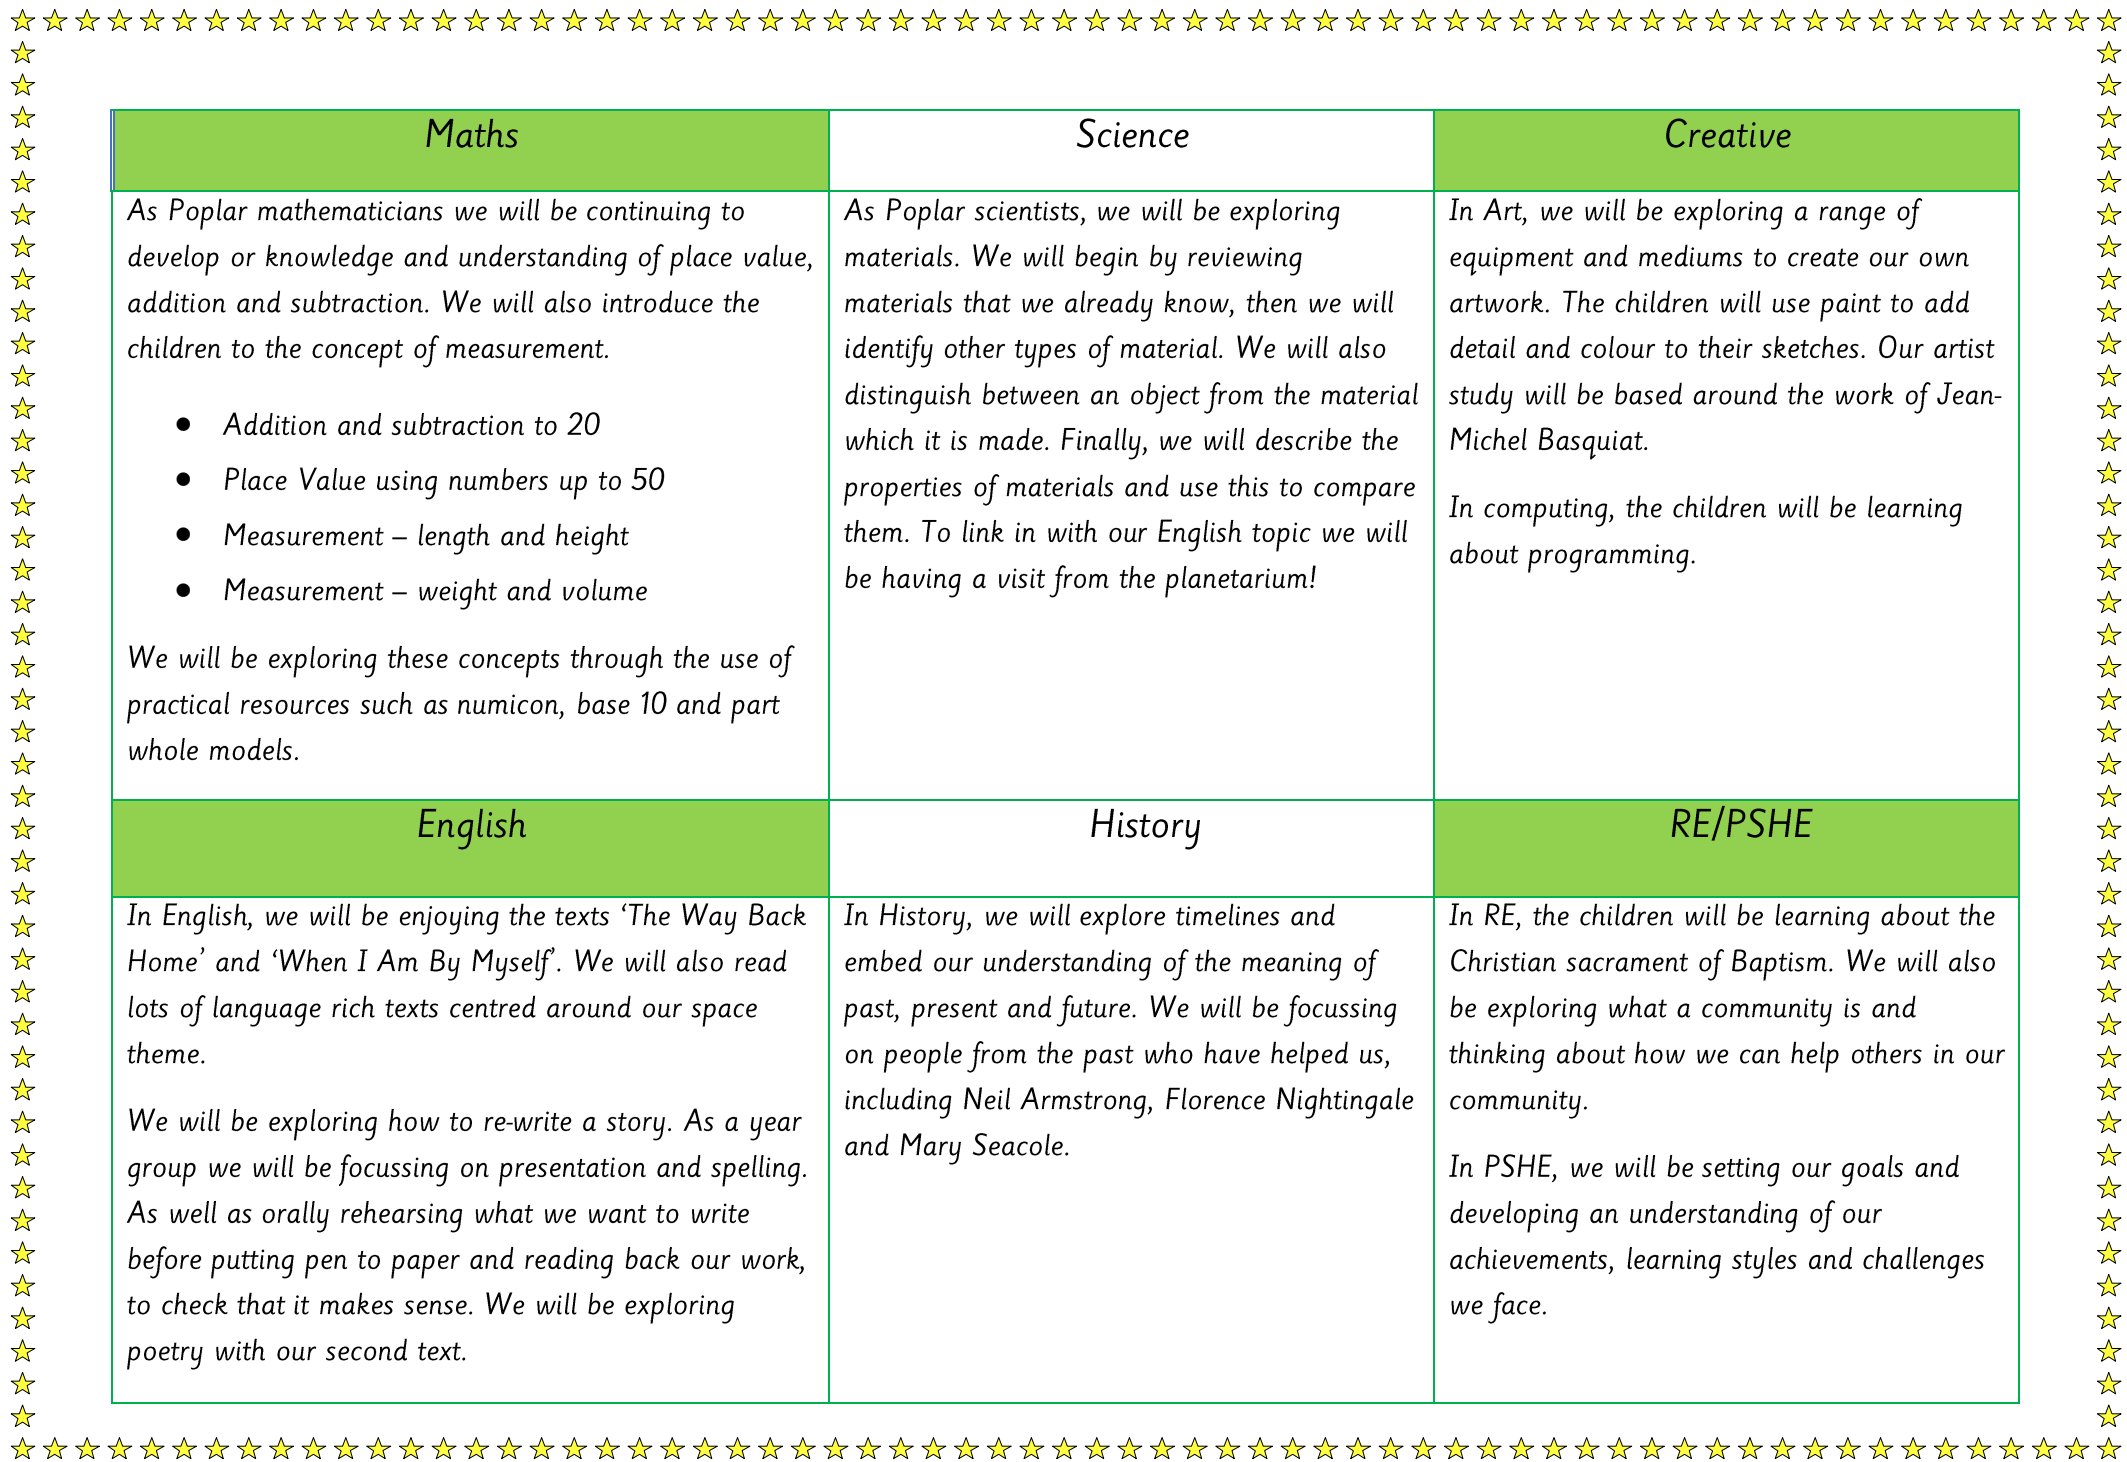 Maths
As Poplar mathematicians we will be continuing to
develop or knowledge and understanding of place value,
addition and subtraction. We will also introduce the
children to the concept of measurement.
● Addition and subtraction to 20
● Place Value using numbers up to 50
● Measurement – length and height
● Measurement – weight and volume
We will be exploring these concepts through the use of
practical resources such as numicon, base 10 and part
whole models.
Science
As Poplar scientists, we will be exploring
materials. We will begin by reviewing
materials that we already know, then we will
identify other types of material. We will also
distinguish between an object from the material
which it is made. Finally, we will describe the
properties of materials and use this to compare
them. To link in with our English topic we will
be having a visit from the planetarium!
Creative
In Art, we will be exploring a range of
equipment and mediums to create our own
artwork. The children will use paint to add
detail and colour to their sketches. Our artist
study will be based around the work of Jean-
Michel Basquiat.
In computing, the children will be learning
about programming.
English
In English, we will be enjoying the texts ‘The Way Back
Home’ and ‘When I Am By Myself’. We will also read
lots of language rich texts centred around our space
theme.
We will be exploring how to re-write a story. As a year
group we will be focussing on presentation and spelling.
As well as orally rehearsing what we want to write
before putting pen to paper and reading back our work,
to check that it makes sense. We will be exploring
poetry with our second text.
History
In History, we will explore timelines and
embed our understanding of the meaning of
past, present and future. We will be focussing
on people from the past who have helped us,
including Neil Armstrong, Florence Nightingale
and Mary Seacole.
RE/PSHE
In RE, the children will be learning about the
Christian sacrament of Baptism. We will also
be exploring what a community is and
thinking about how we can help others in our
community.
In PSHE, we will be setting our goals and
developing an understanding of our
achievements, learning styles and challenges
we face.